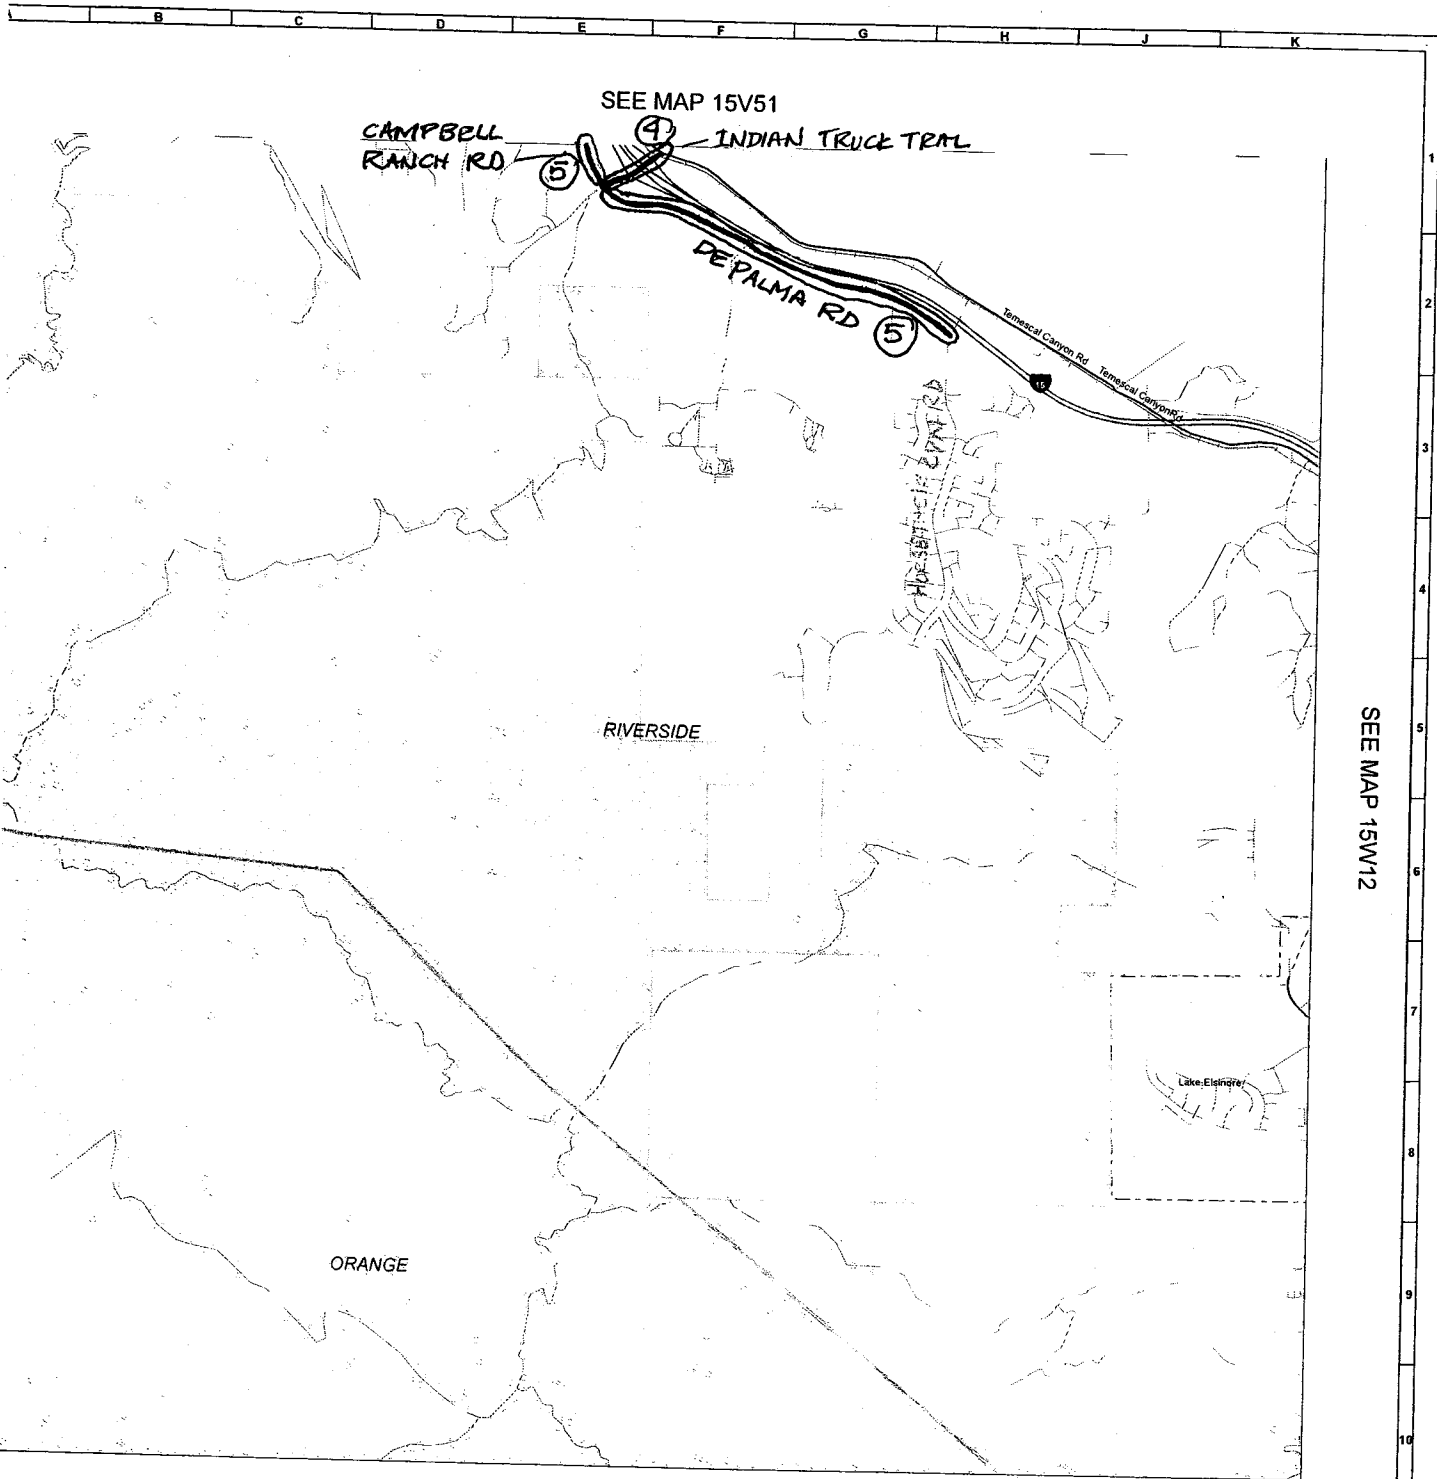 B C D E F G H J K
SEE MAP 15V51
CAMPBELL
RANCH RD
5
4
INDIAN TRUCK TRAL
1
DE PALMA RD
5
2
Temescal Canyon Rd
Temescal Canyon Rd
15
3
4
RIVERSIDE
5
SEE MAP 15W12
6
7
Lake Elsinore
8
ORANGE
9
10